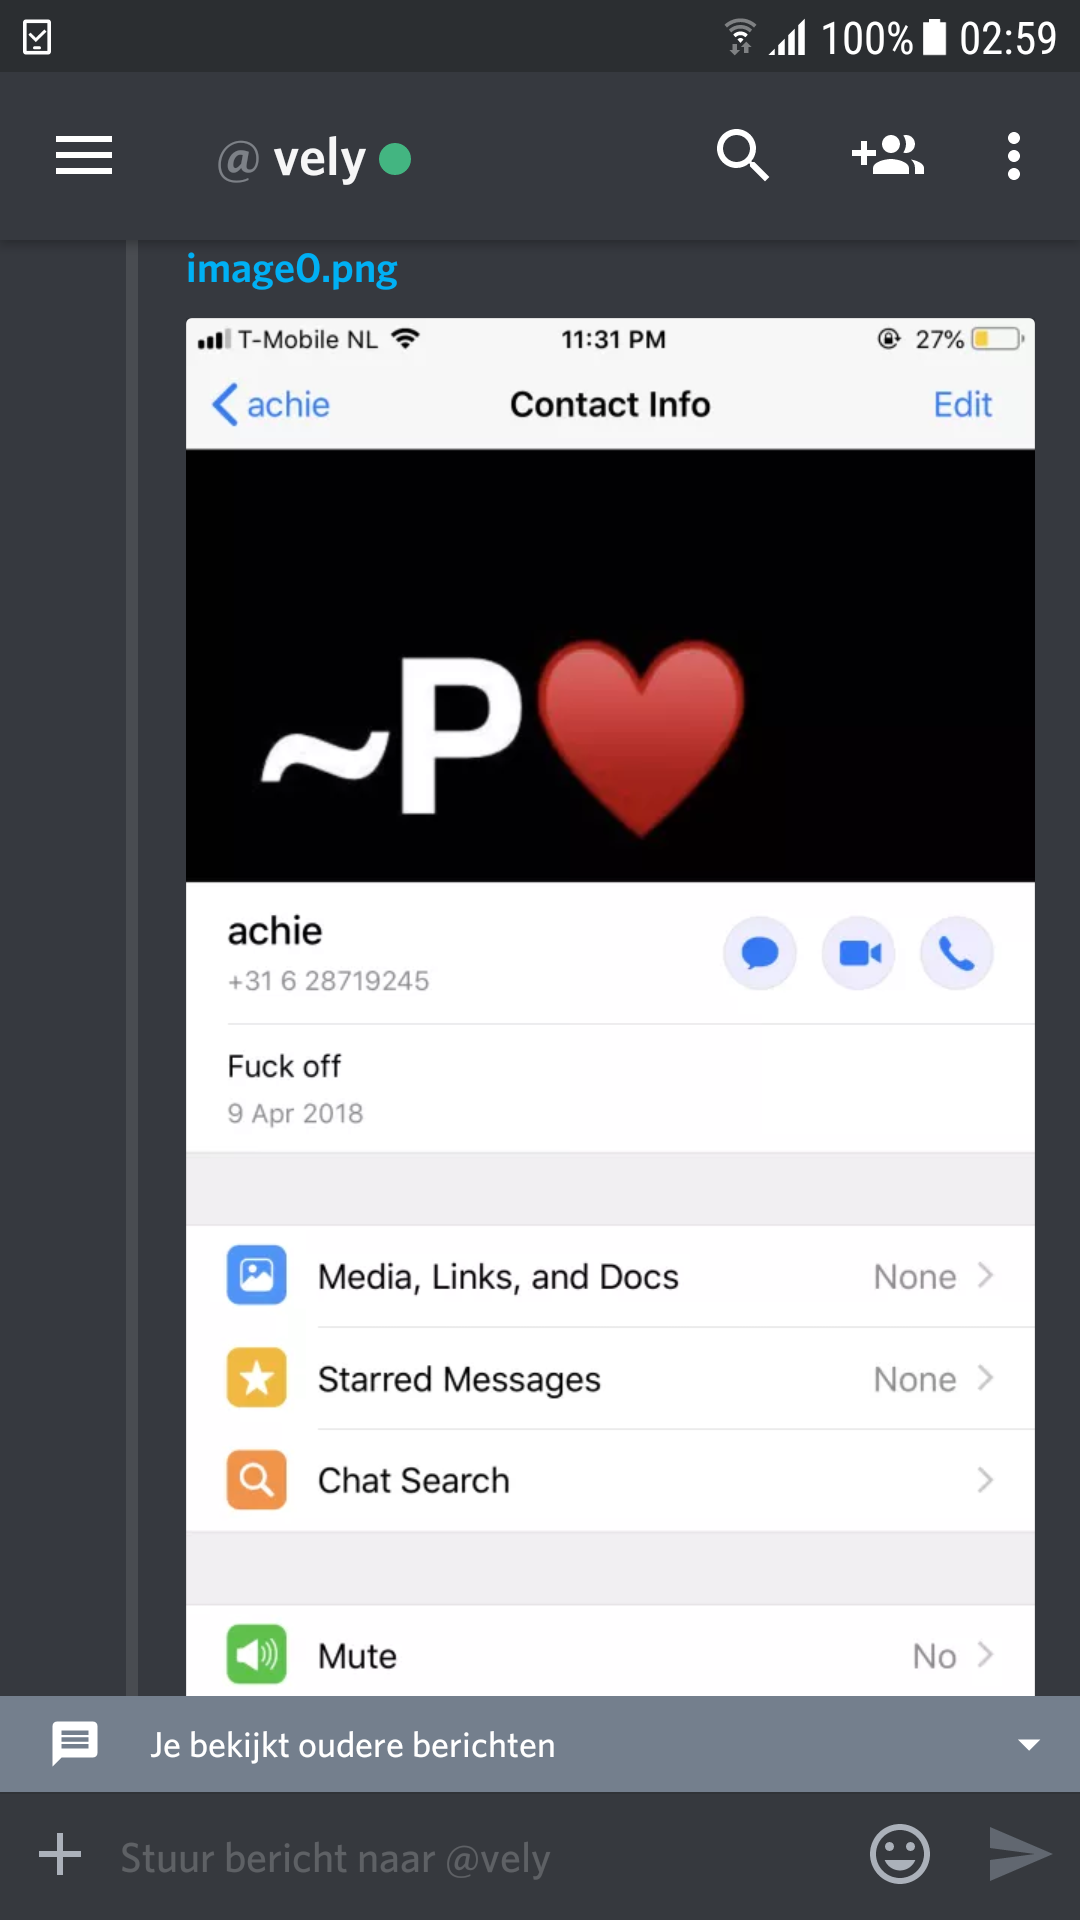 100% 02:59
@ vely
image0.png
T-Mobile NL 11:31 PM 27%
achie Contact Info Edit
~P❤️
achie
+31 6 28719245
Fuck off
9 Apr 2018
Media, Links, and Docs None
Starred Messages None
Chat Search
Mute No
Je bekijkt oudere berichten
Stuur bericht naar @vely